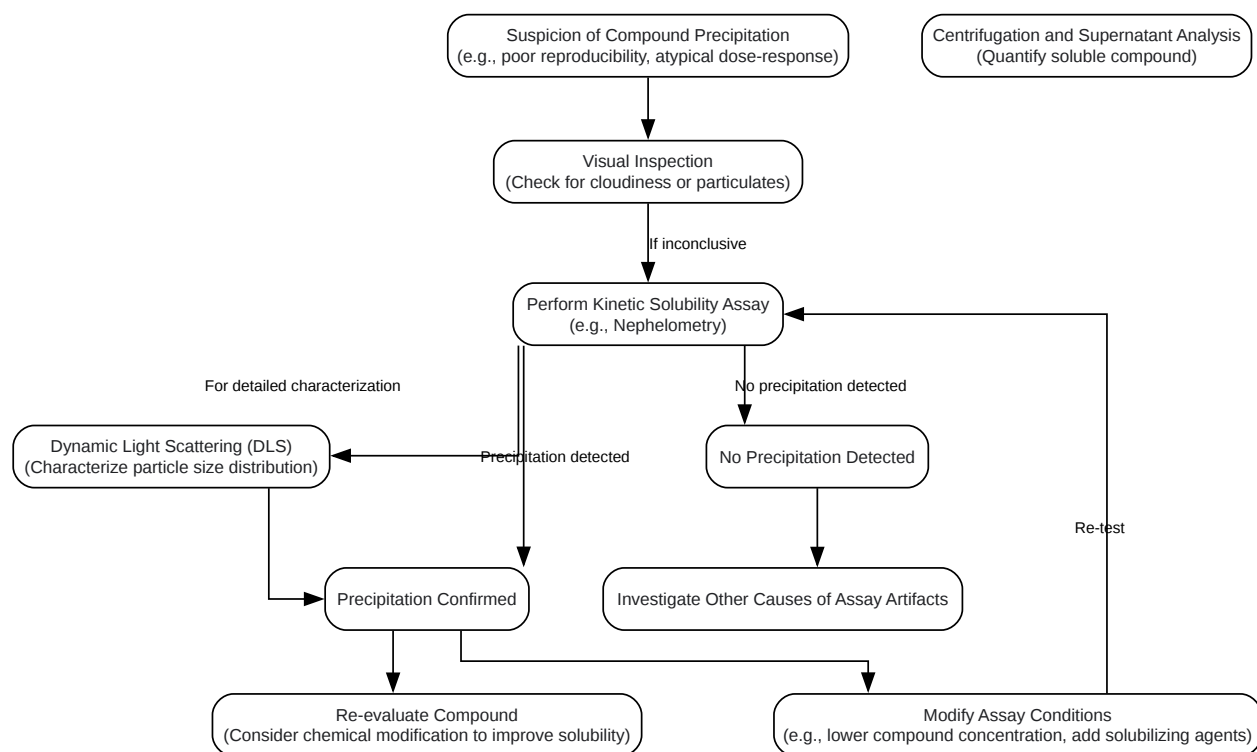 Suspicion of Compound Precipitation
(e.g., poor reproducibility, atypical dose-response)
Centrifugation and Supernatant Analysis
(Quantify soluble compound)
Visual Inspection
(Check for cloudiness or particulates)
If inconclusive
Perform Kinetic Solubility Assay
(e.g., Nephelometry)
For detailed characterization
No precipitation detected
Dynamic Light Scattering (DLS)
(Characterize particle size distribution)
Precipitation detected
No Precipitation Detected
Re-test
Precipitation Confirmed
Investigate Other Causes of Assay Artifacts
Re-evaluate Compound
(Consider chemical modification to improve solubility)
Modify Assay Conditions
(e.g., lower compound concentration, add solubilizing agents)